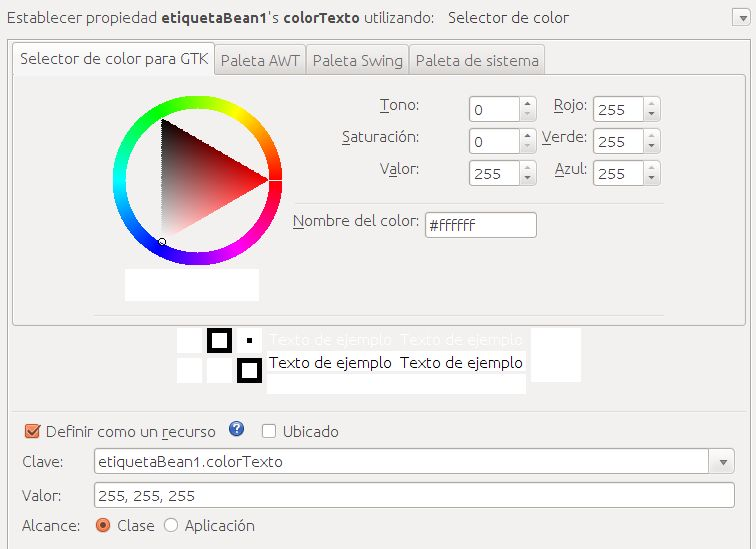 Establecer propiedad etiquetaBean1's colorTexto utilizando: Selector de color
Selector de color para GTK Paleta AWT Paleta Swing Paleta de sistema
Tono: 0 Rojo: 255
Saturación: 0 Verde: 255
Valor: 255 Azul: 255
Nombre del color: #ffffff
Texto de ejemplo Texto de ejemplo
Texto de ejemplo Texto de ejemplo
Definir como un recurso ? Ubicado
Clave: etiquetaBean1.colorTexto
Valor: 255, 255, 255
Alcance: Clase Aplicación